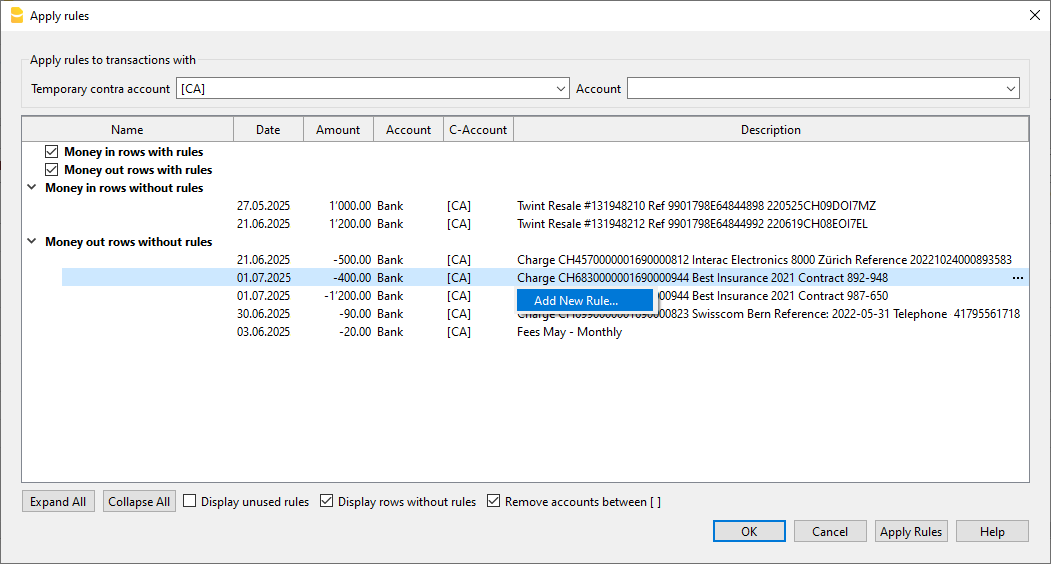 Apply rules
Apply rules to transactions with
Temporary contra account [CA] Account
Name Date Amount Account C-Account Description
Money in rows with rules
Money out rows with rules
Money in rows without rules
27.05.2025 1'000.00 Bank [CA] Twint Resale #131948210 Ref 9901798E64844898 220525CH09DOI7MZ
21.06.2025 1'200.00 Bank [CA] Twint Resale #131948212 Ref 9901798E64844992 220619CH08EOI7EL
Money out rows without rules
21.06.2025 -500.00 Bank [CA] Charge CH4570000001690000812 Interac Electronics 8000 Zürich Reference 20221024000893583
01.07.2025 -400.00 Bank [CA] Charge CH6830000001690000944 Best Insurance 2021 Contract 892-948 ...
Add New Rule...
01.07.2025 -1'200.00 Bank [CA] 00944 Best Insurance 2021 Contract 987-650
30.06.2025 -90.00 Bank [CA] Charge 00823 Swisscom Bern Reference: 2022-05-31 Telephone 41795561718
03.06.2025 -20.00 Bank [CA] Fees May - Monthly
Expand All Collapse All Display unused rules Display rows without rules Remove accounts between [ ]
OK Cancel Apply Rules Help